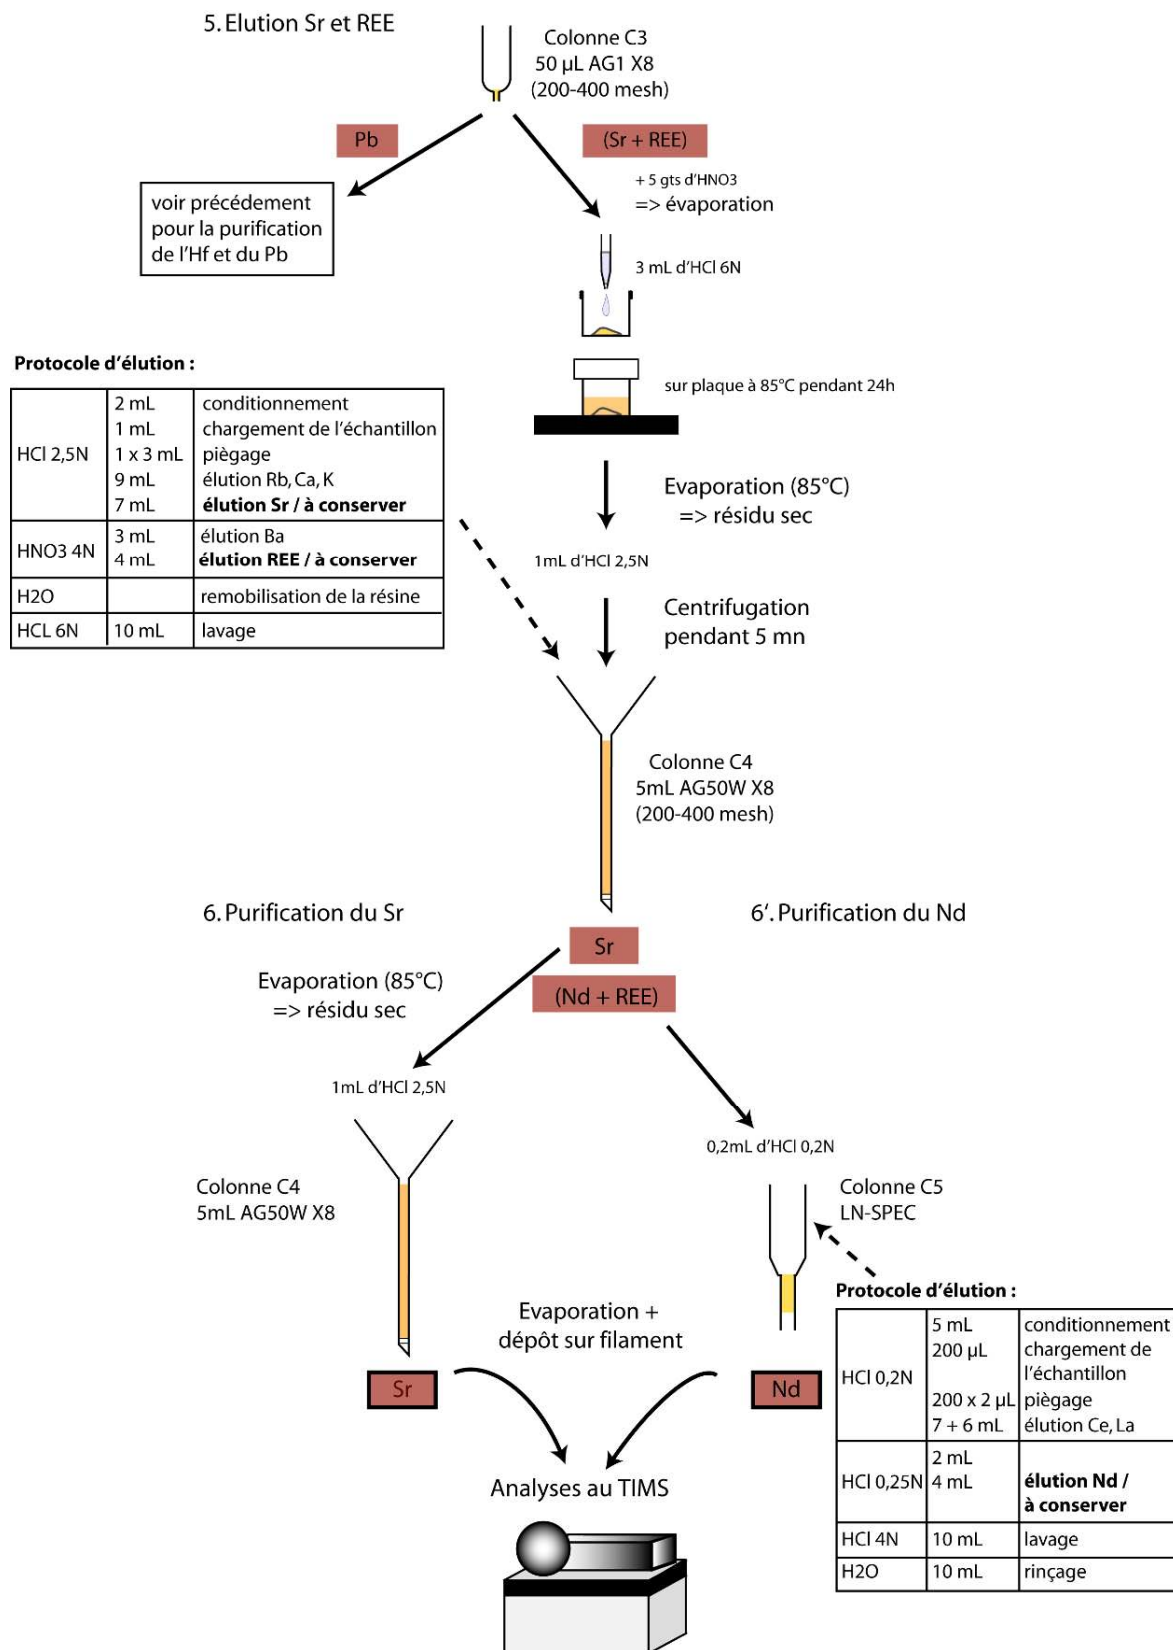 5. Elution Sr et REE
Colonne C3
50 µL AG1 X8
(200-400 mesh)
Pb
(Sr + REE)
voir précédement
pour la purification
de l'Hf et du Pb
+ 5 gts d'HNO3
=> évaporation
3 mL d'HCl 6N
sur plaque à 85°C pendant 24h
Protocole d'élution :
HCl 2,5N
2 mL conditionnement
1 mL chargement de l'échantillon
1 x 3 mL piègage
9 mL élution Rb, Ca, K
7 mL élution Sr / à conserver
HNO3 4N
3 mL élution Ba
4 mL élution REE / à conserver
H2O remobilisation de la résine
HCL 6N 10 mL lavage
Evaporation (85°C)
=> résidu sec
1mL d'HCl 2,5N
Centrifugation
pendant 5 mn
Colonne C4
5mL AG50W X8
(200-400 mesh)
6. Purification du Sr
6'. Purification du Nd
Sr
(Nd + REE)
Evaporation (85°C)
=> résidu sec
1mL d'HCl 2,5N
0,2mL d'HCl 0,2N
Colonne C4
5mL AG50W X8
Colonne C5
LN-SPEC
Evaporation +
dépôt sur filament
Sr
Nd
Protocole d'élution :
HCl 0,2N
5 mL conditionnement
200 µL chargement de
l'échantillon
200 x 2 µL piègage
7 + 6 mL élution Ce, La
HCl 0,25N
2 mL
4 mL élution Nd /
à conserver
HCl 4N 10 mL lavage
H2O 10 mL rinçage
Analyses au TIMS